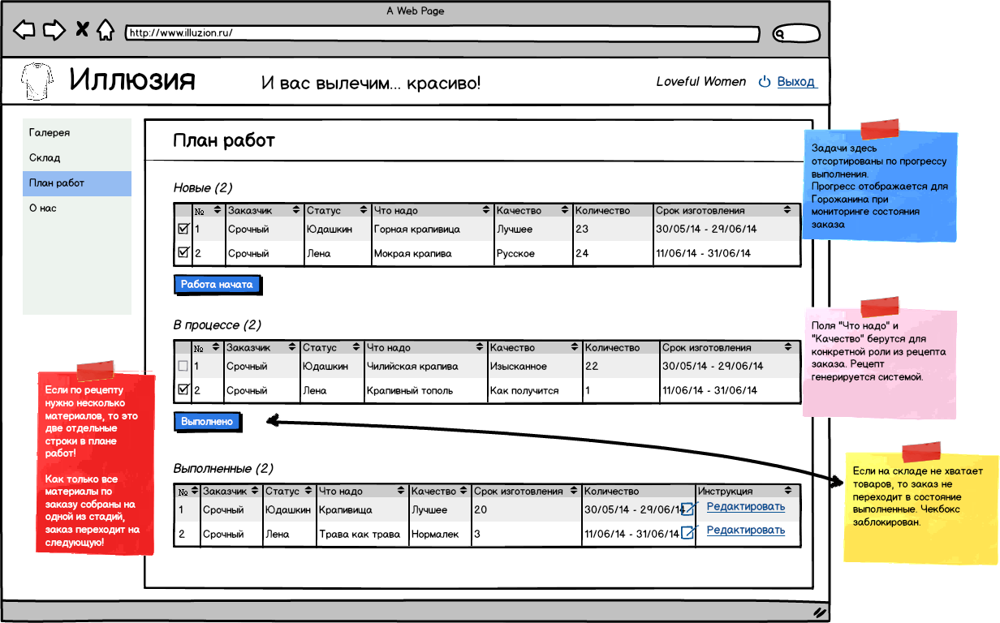 A Web Page
http://www.illuzion.ru/
Иллюзия
И вас вылечим... красиво!
Loveful Women
Выход
Галерея
Склад
План работ
О нас
План работ
Новые (2)
№ Заказчик Статус Что надо Качество Количество Срок изготовления
1 Срочный Юдашкин Горная крапивица Лучшее 23 30/05/14 - 29/06/14
2 Срочный Лена Мокрая крапива Русское 24 11/06/14 - 31/06/14
Работа начата
В процессе (2)
№ Заказчик Статус Что надо Качество Количество Срок изготовления
1 Срочный Юдашкин Чилийская крапива Изысканное 22 30/05/14 - 29/06/14
2 Срочный Лена Крапивный тополь Как получится 1 11/06/14 - 31/06/14
Выполнено
Выполненные (2)
№ Заказчик Статус Что надо Качество Срок изготовления Количество Инструкция
1 Срочный Юдашкин Крапивища Лучшее 20 30/05/14 - 29/06/14 Редактировать
2 Срочный Лена Трава как трава Нормалек 3 11/06/14 - 31/06/14 Редактировать
Задачи здесь
отсортированы по прогрессу
выполнения.
Прогресс отображается для
Горожанина при
мониторинге состояния
заказа
Поля "Что надо" и
"Качество" берутся для
конкретной роли из рецепта
заказа. Рецепт
генерируется системой.
Если по рецепту
нужно несколько
материалов, то это
две отдельные
строки в плане
работ!
Как только все
материалы по
заказу собраны на
одной из стадий,
заказ переходит на
следующую!
Если на складе не хватает
товаров, то заказ не
переходит в состояние
выполненные. Чекбокс
заблокирован.